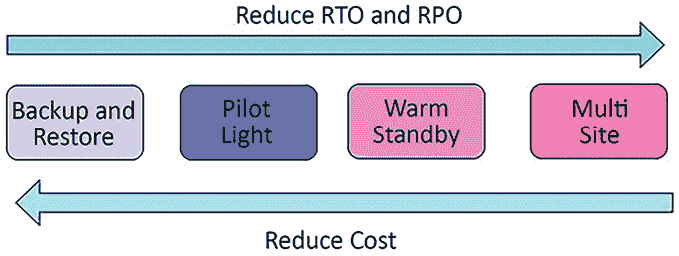 Reduce RTO and RPO
Backup and
Restore
Pilot
Light
Warm
Standby
Multi
Site
Reduce Cost